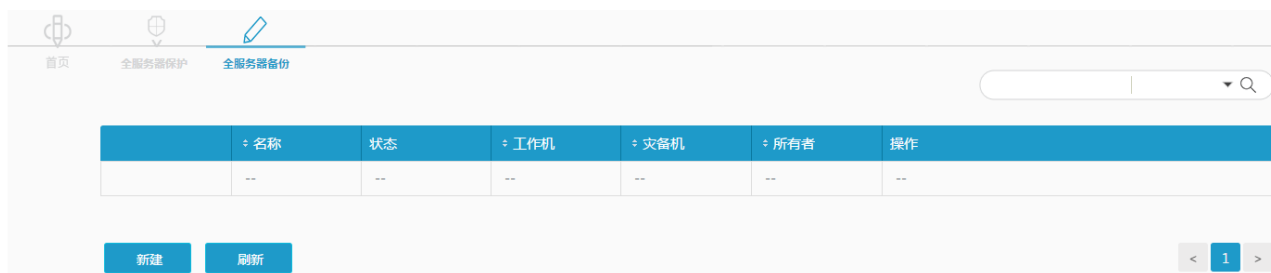 首页 全服务器保护 全服务器备份
名称 状态 工作机 灾备机 所有者 操作
-- -- -- -- -- --
新建 刷新 < 1 >